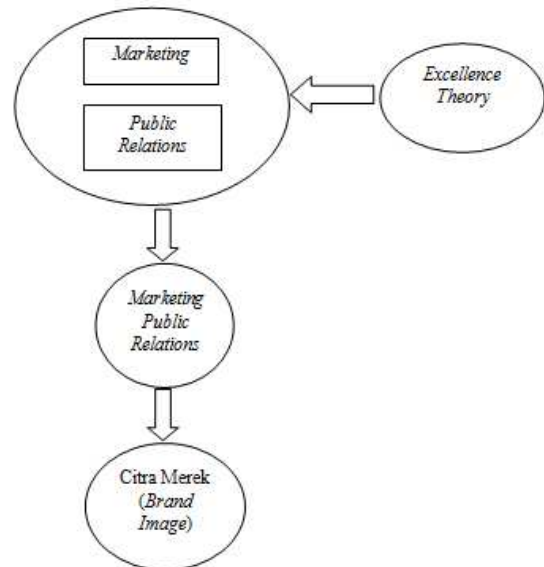 Marketing
Public
Relations
Excellence
Theory
Marketing
Public
Relations
Citra Merek
(Brand
Image)